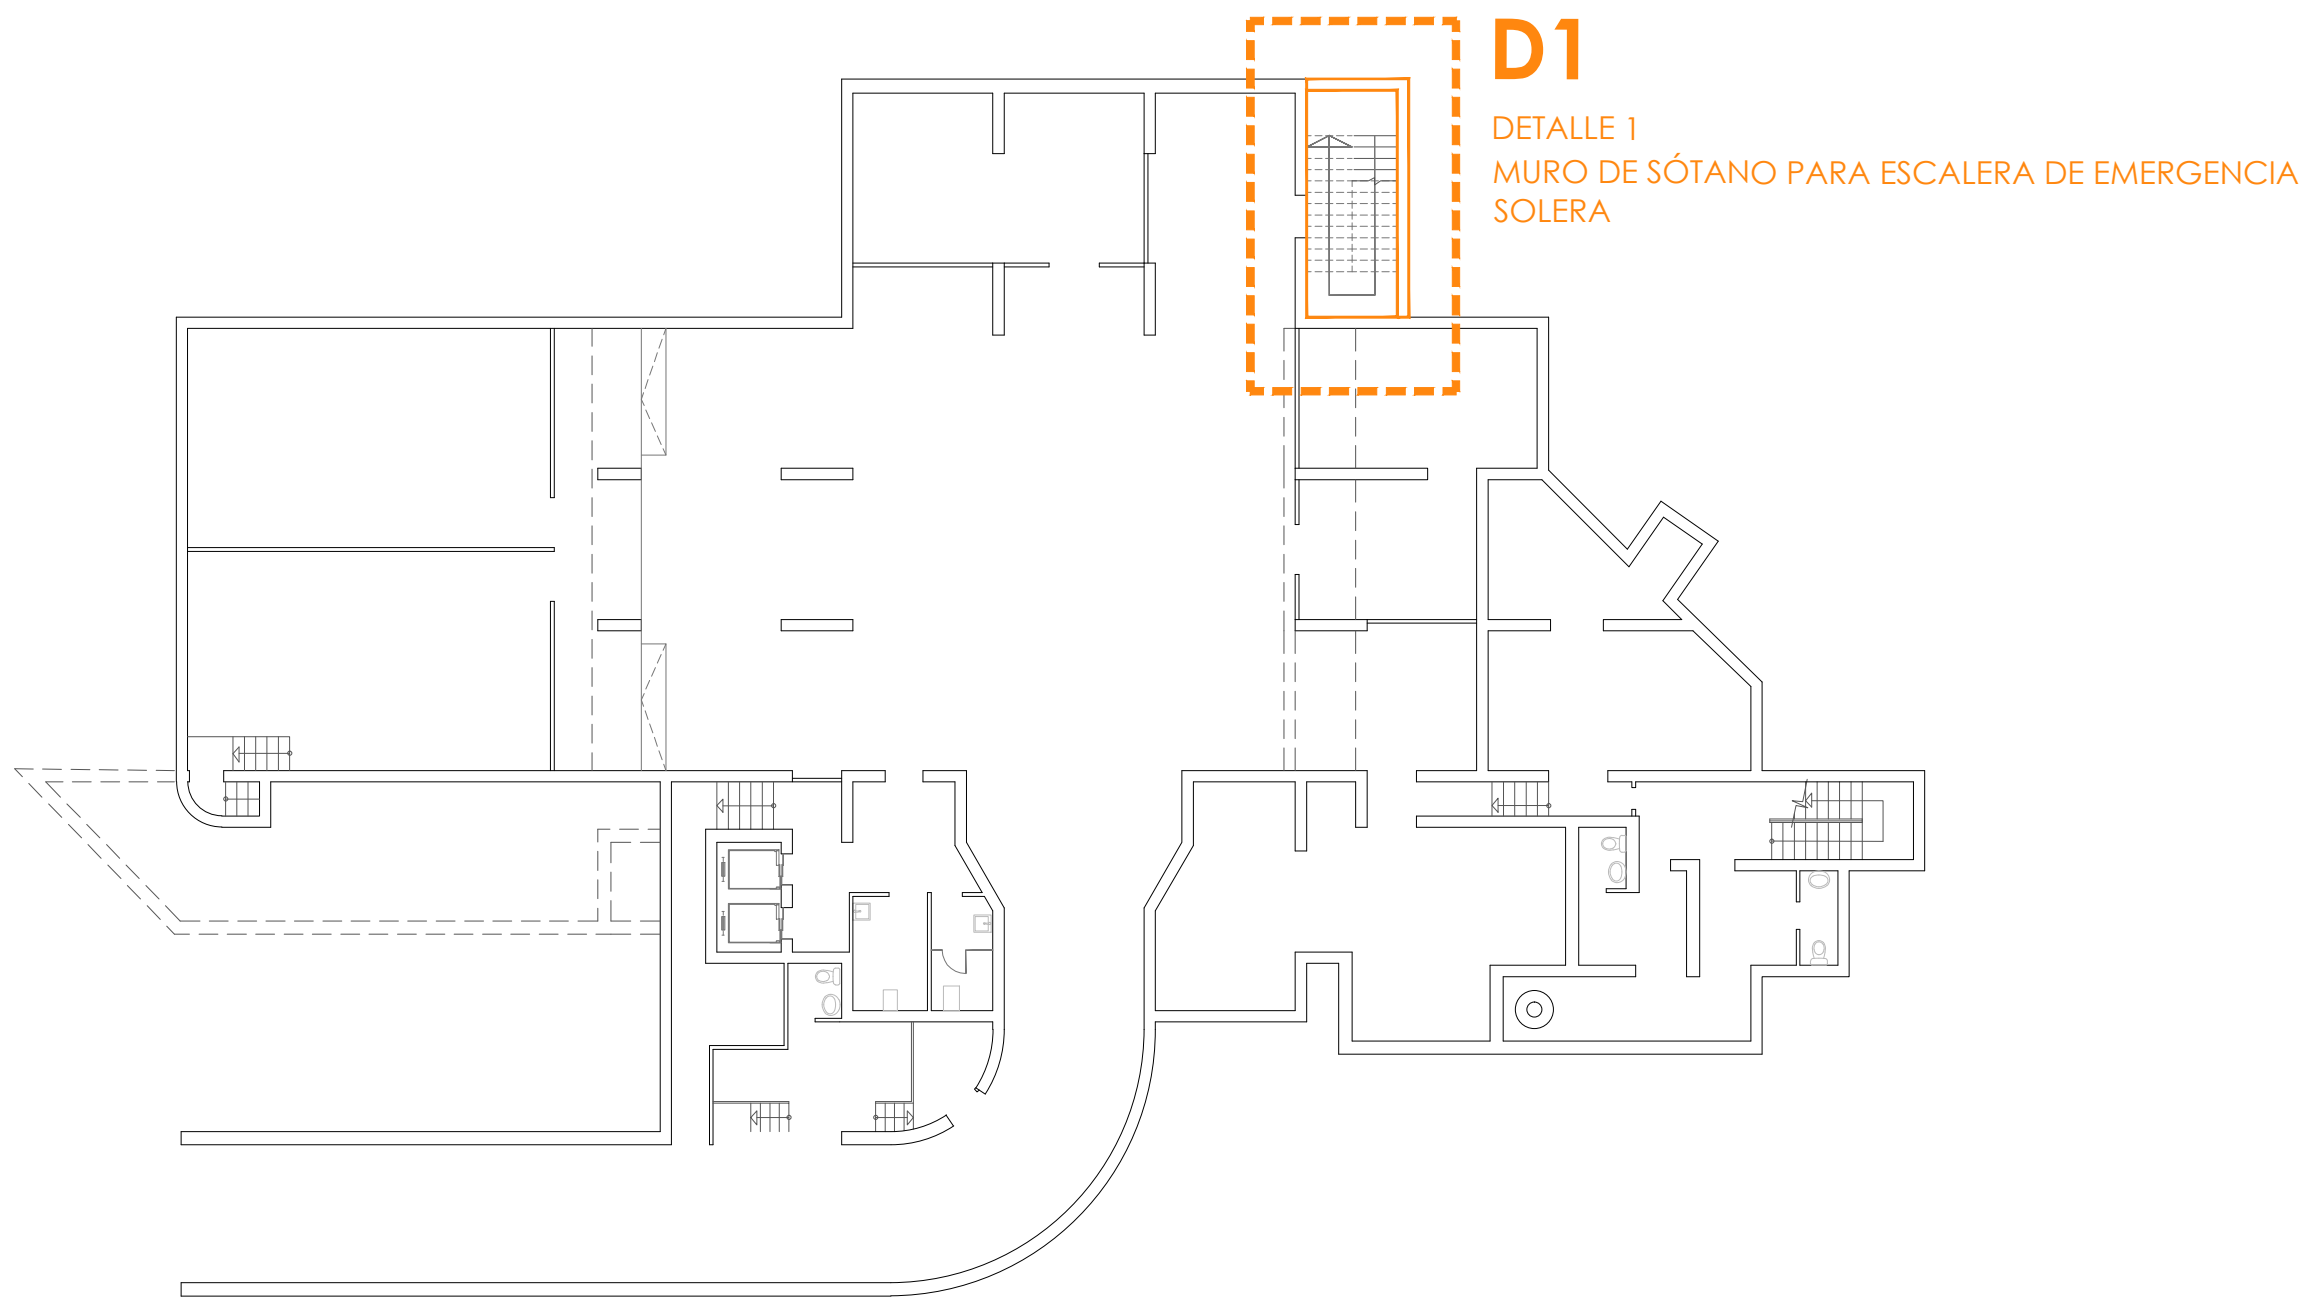 D1
DETALLE 1
MURO DE SÓTANO PARA ESCALERA DE EMERGENCIA
SOLERA